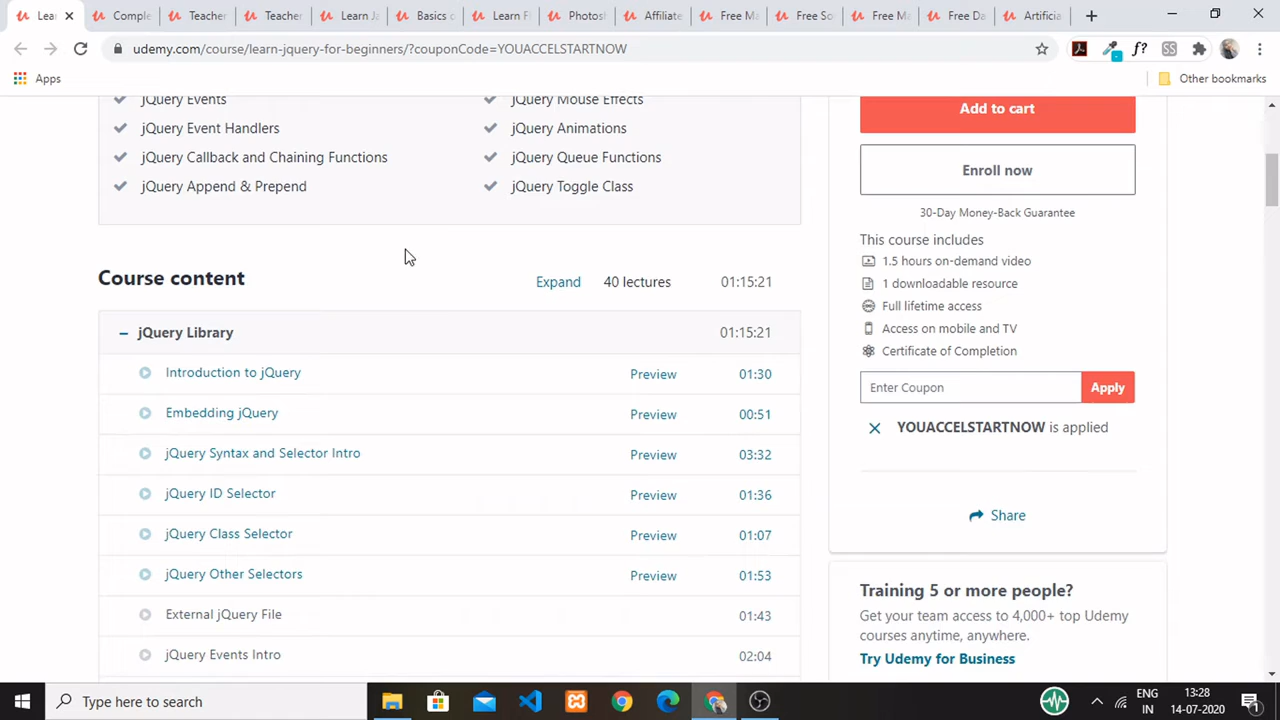 Lear
Comple
Teacher
Teacher
Learn Ja
Basics o
Learn F
Photosh
Affiliate
Free Ma
Free So
Free Ma
Free Da
Artificia
udemy.com/course/learn-jquery-for-beginners/?couponCode=YOUACCELSTARTNOW
f?
SS
Apps
Other bookmarks
jQuery Events
jQuery Mouse Effects
jQuery Event Handlers
jQuery Animations
jQuery Callback and Chaining Functions
jQuery Queue Functions
jQuery Append & Prepend
jQuery Toggle Class
Course content
Expand
40 lectures
01:15:21
jQuery Library
01:15:21
Introduction to jQuery
Preview
01:30
Embedding jQuery
Preview
00:51
jQuery Syntax and Selector Intro
Preview
03:32
jQuery ID Selector
Preview
01:36
jQuery Class Selector
Preview
01:07
jQuery Other Selectors
Preview
01:53
External jQuery File
01:43
jQuery Events Intro
02:04
Add to cart
Enroll now
30-Day Money-Back Guarantee
This course includes
1.5 hours on-demand video
1 downloadable resource
Full lifetime access
Access on mobile and TV
Certificate of Completion
Enter Coupon
Apply
YOUACCELSTARTNOW is applied
Share
Training 5 or more people?
Get your team access to 4,000+ top Udemy
courses anytime, anywhere.
Try Udemy for Business
Type here to search
ENG
IN
13:28
14-07-2020
1